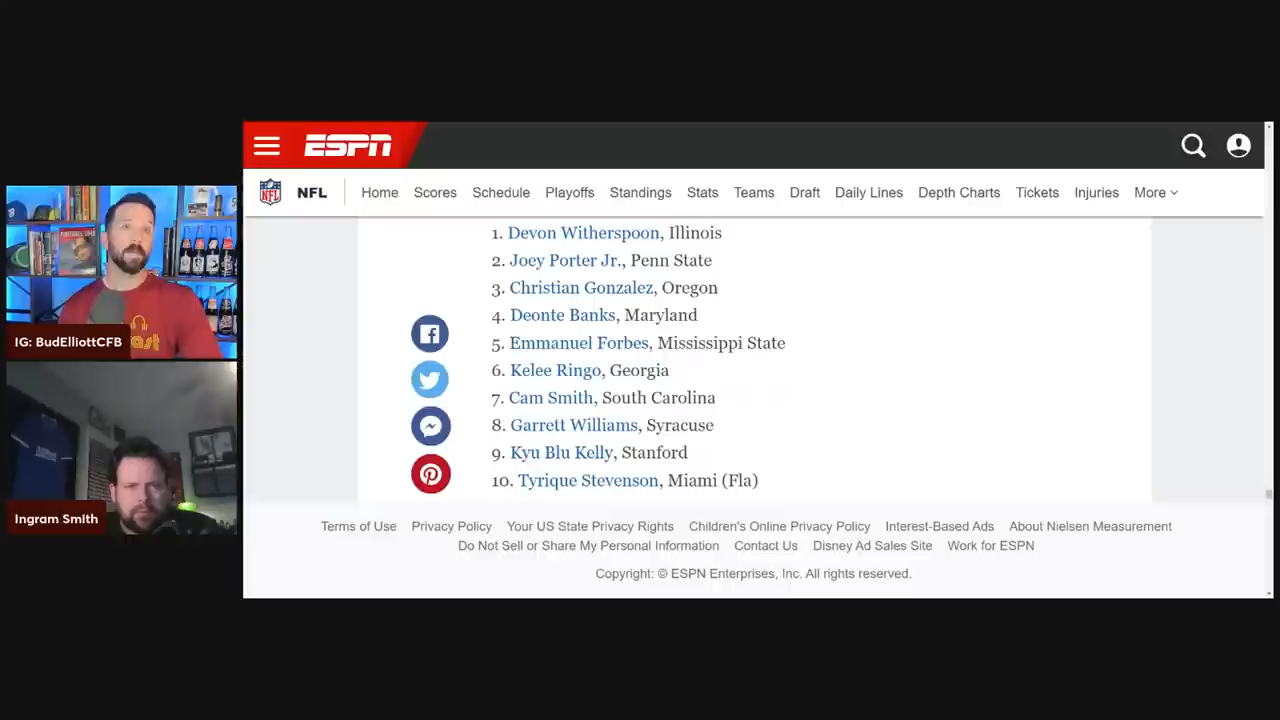 ESPN
NFL
Home Scores Schedule Playoffs Standings Stats Teams Draft Daily Lines Depth Charts Tickets Injuries More
1. Devon Witherspoon, Illinois
2. Joey Porter Jr., Penn State
3. Christian Gonzalez, Oregon
4. Deonte Banks, Maryland
5. Emmanuel Forbes, Mississippi State
6. Kelee Ringo, Georgia
7. Cam Smith, South Carolina
8. Garrett Williams, Syracuse
9. Kyu Blu Kelly, Stanford
10. Tyrique Stevenson, Miami (Fla)
IG: BudElliottCFB
Ingram Smith
Terms of Use Privacy Policy Your US State Privacy Rights Children's Online Privacy Policy Interest-Based Ads About Nielsen Measurement
Do Not Sell or Share My Personal Information Contact Us Disney Ad Sales Site Work for ESPN
Copyright: © ESPN Enterprises, Inc. All rights reserved.